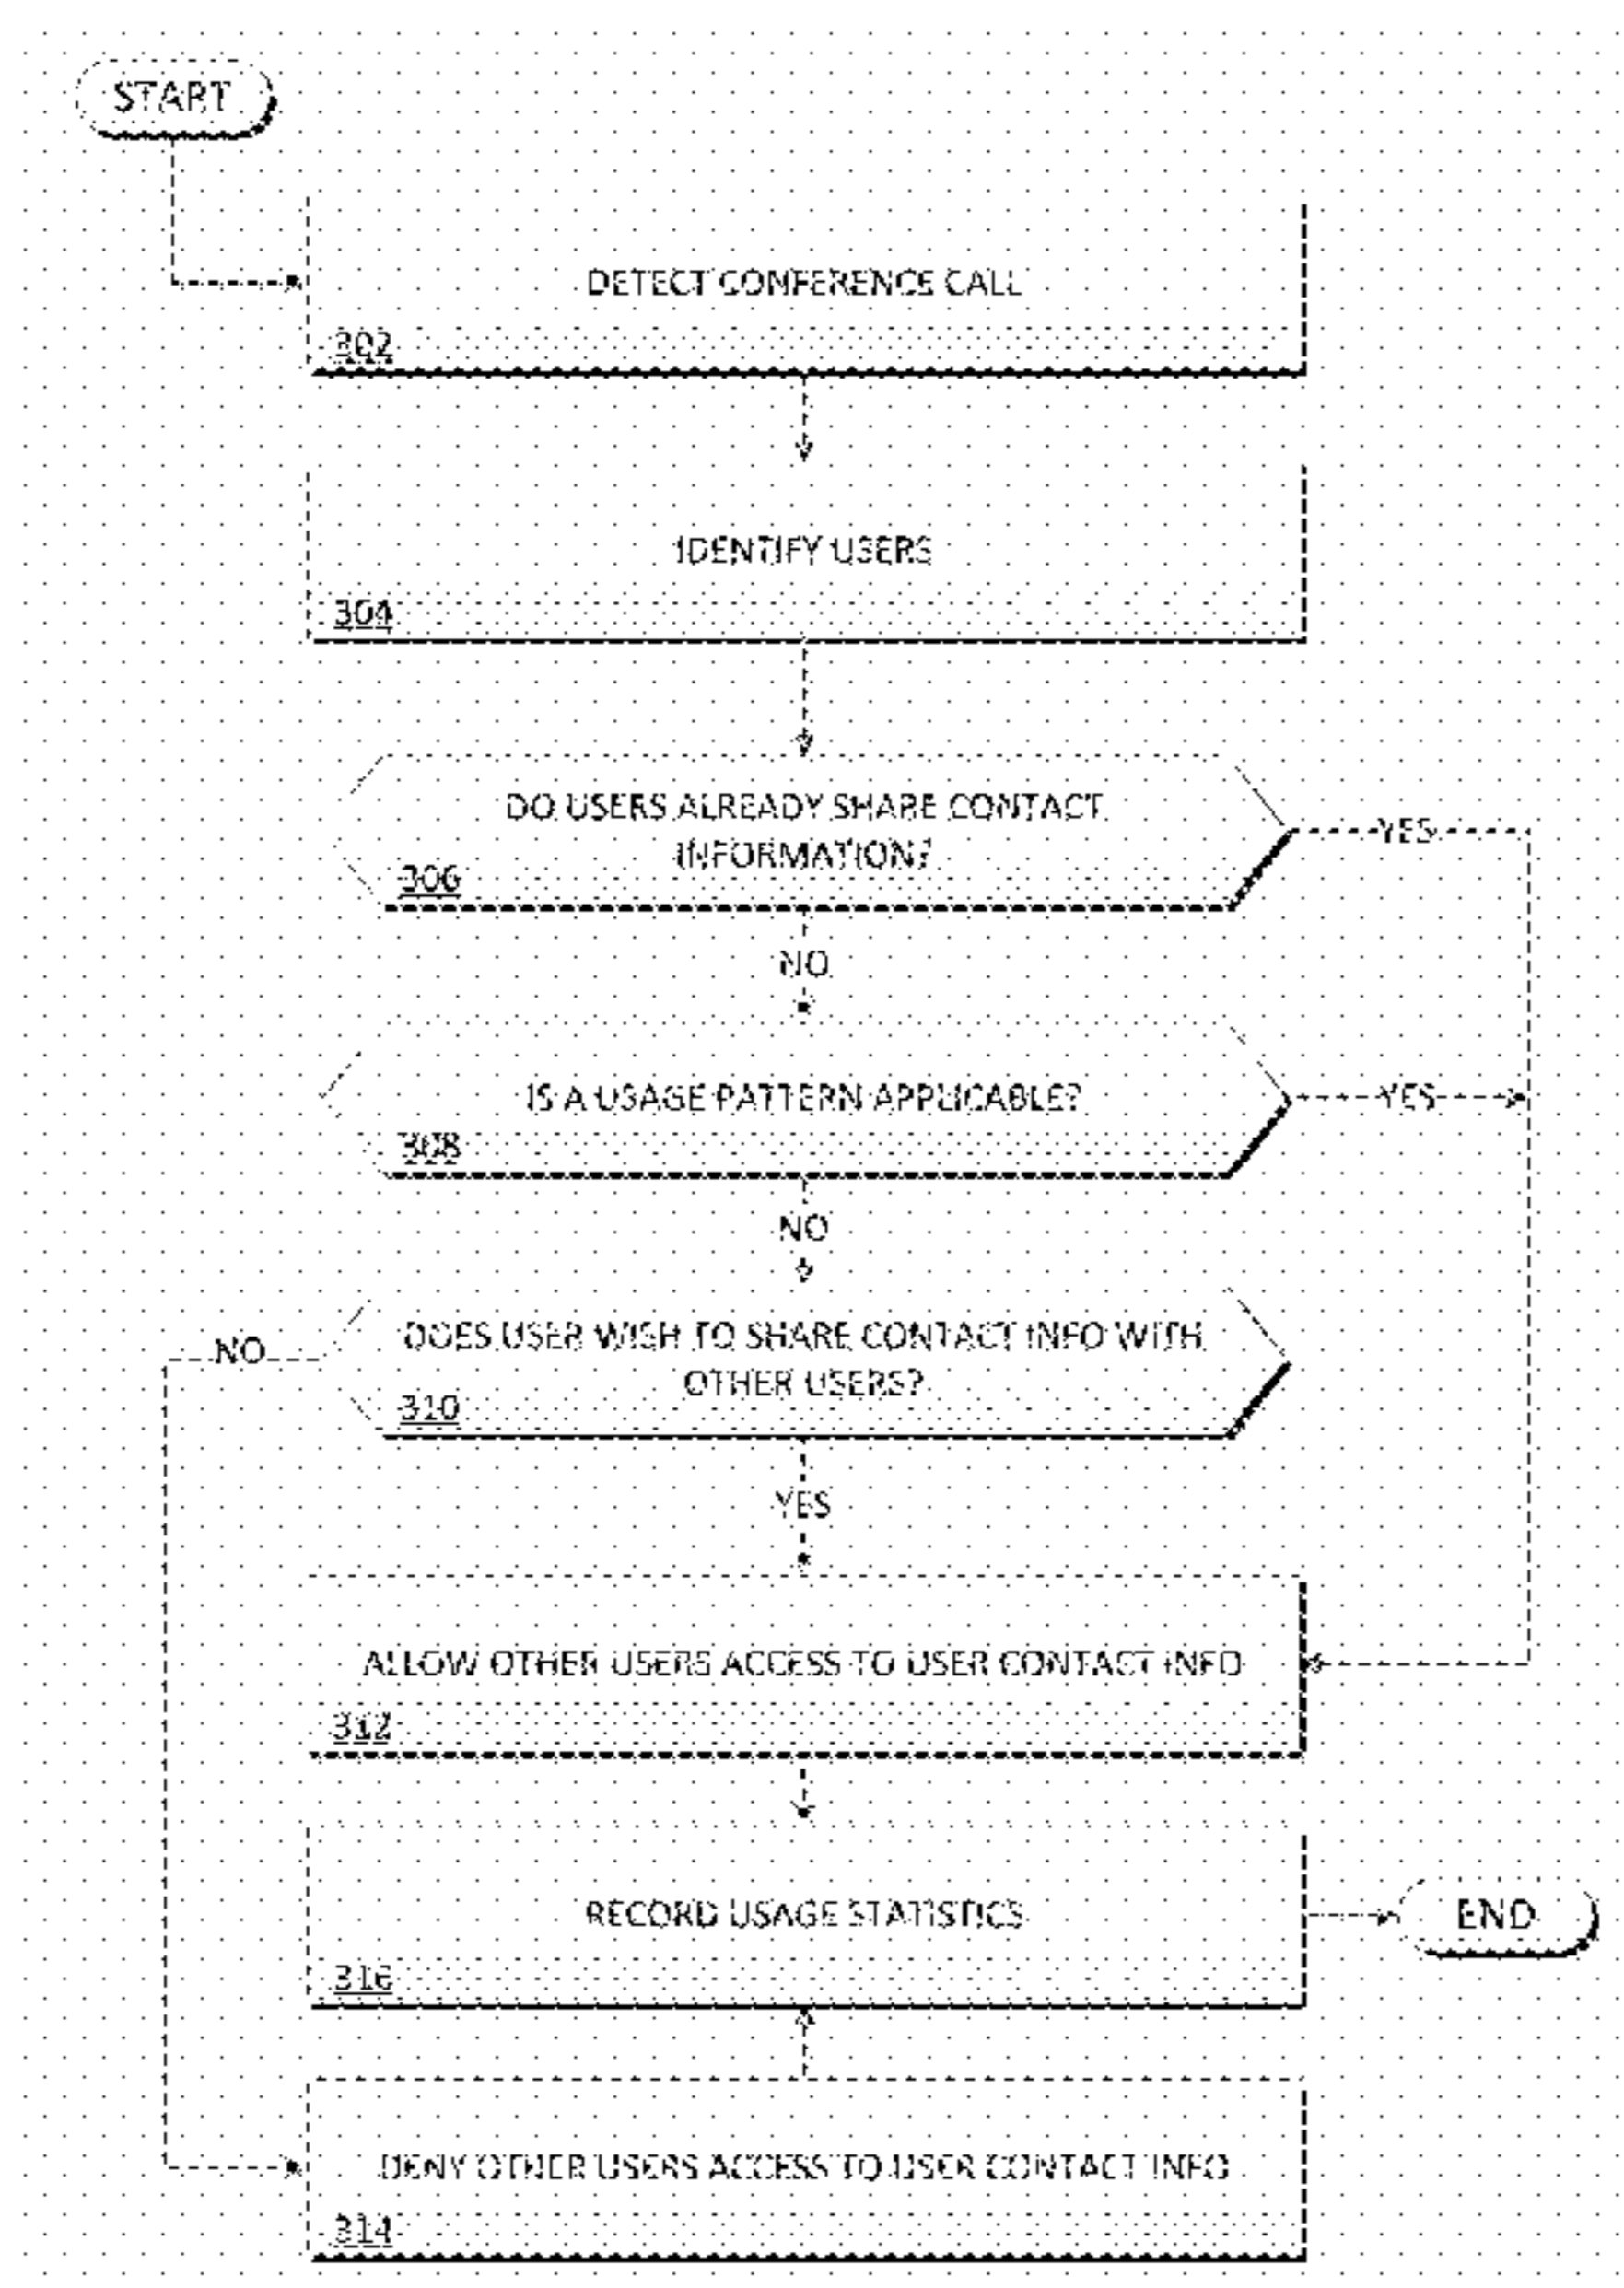 START
DETECT CONFERENCE CALL
302
IDENTIFY USERS
304
DO USERS ALREADY SHARE CONTACT
INFORMATION?
306
YES
NO
IS A USAGE PATTERN APPLICABLE?
308
YES
NO
DOES USER WISH TO SHARE CONTACT INFO WITH
OTHER USERS?
310
NO
YES
ALLOW OTHER USERS ACCESS TO USER CONTACT INFO
312
RECORD USAGE STATISTICS
316
END
DENY OTHER USERS ACCESS TO USER CONTACT INFO
314